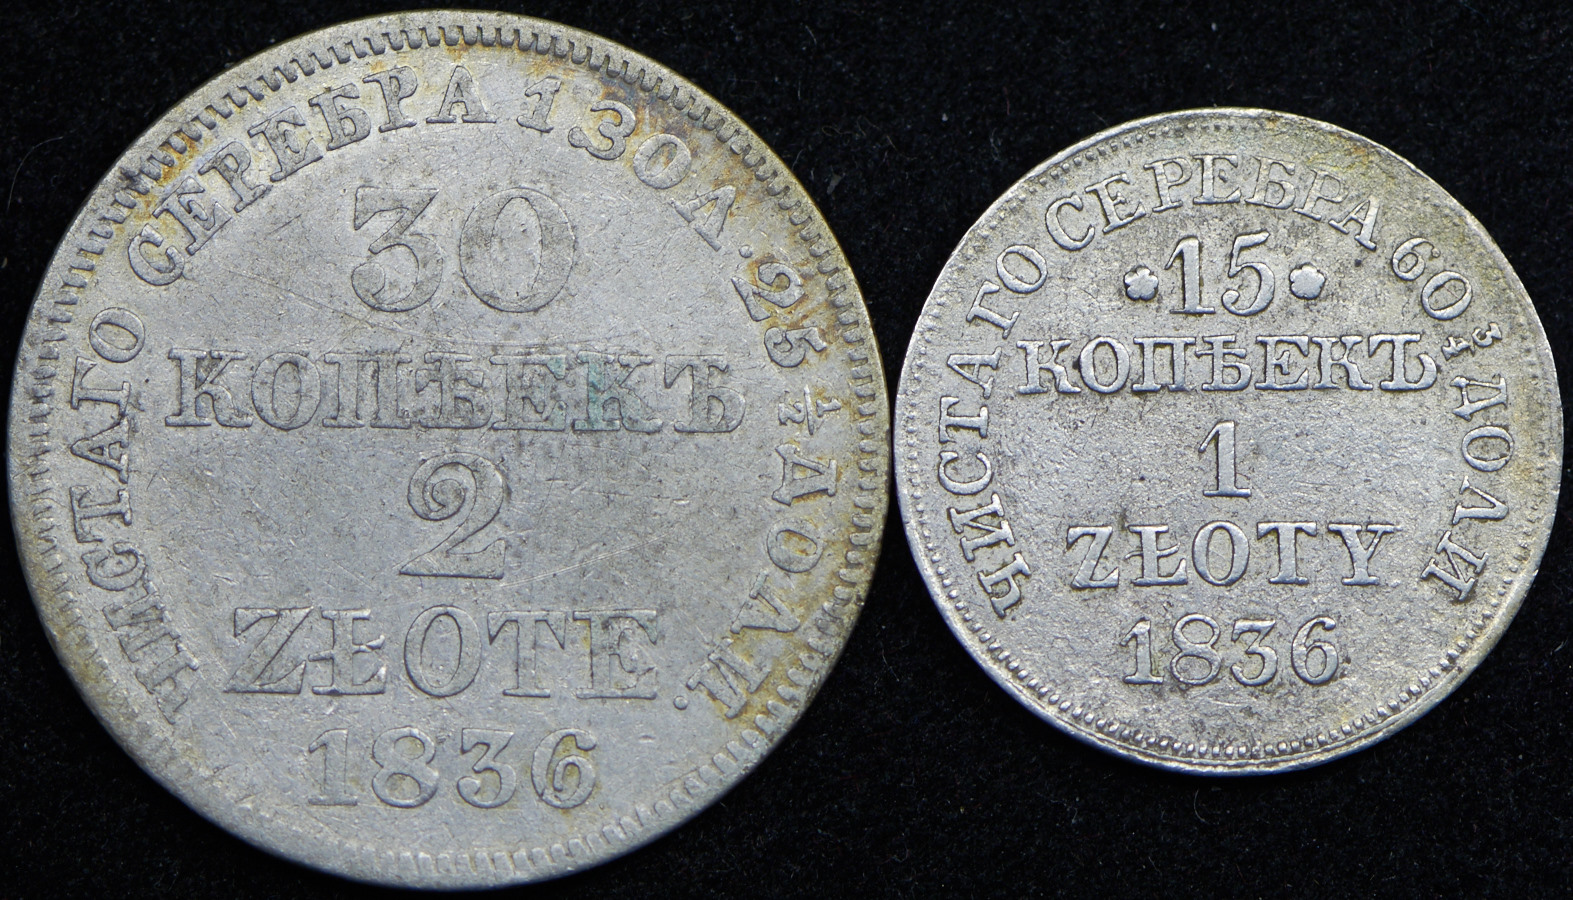 ЧИСТАГО СЕРЕБРА 1 ЗОЛ. 25 1/2 ДОЛИ.
30
КОПѢЕКЪ
2
ZŁOTE
1836
ЧИСТАГО СЕРЕБРА 60 3/4 ДОЛИ
15
КОПѢЕКЪ
1
ZŁOTY
1836